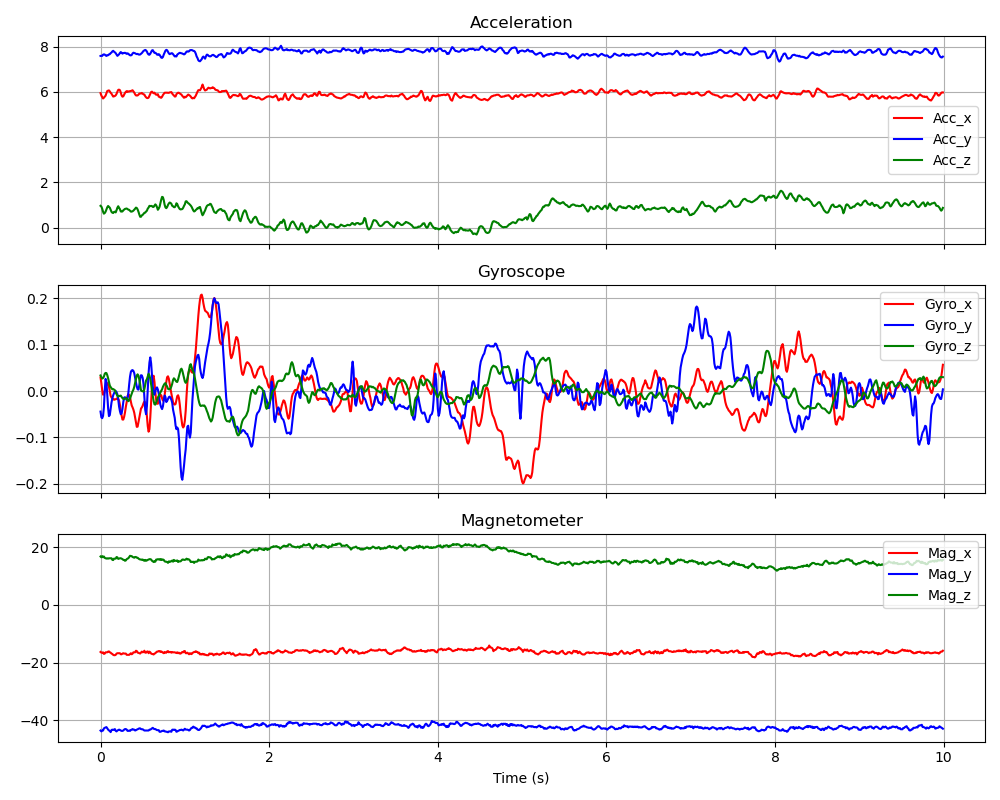 Acceleration
8
6
4
2
0
Acc_x
Acc_y
Acc_z
Gyroscope
0.2
0.1
0.0
−0.1
−0.2
Gyro_x
Gyro_y
Gyro_z
Magnetometer
20
0
−20
−40
Mag_x
Mag_y
Mag_z
0 2 4 6 8 10
Time (s)